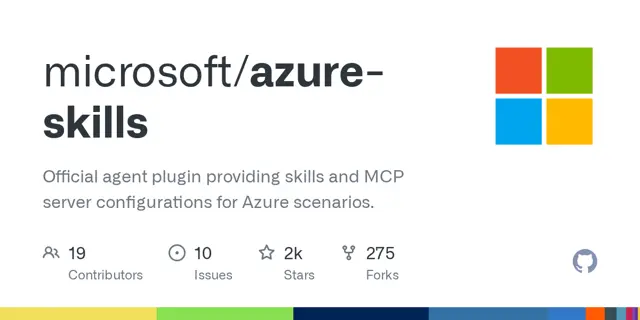 microsoft/azure-
skills
Official agent plugin providing skills and MCP
server configurations for Azure scenarios.
19 10 2k 275
Contributors Issues Stars Forks